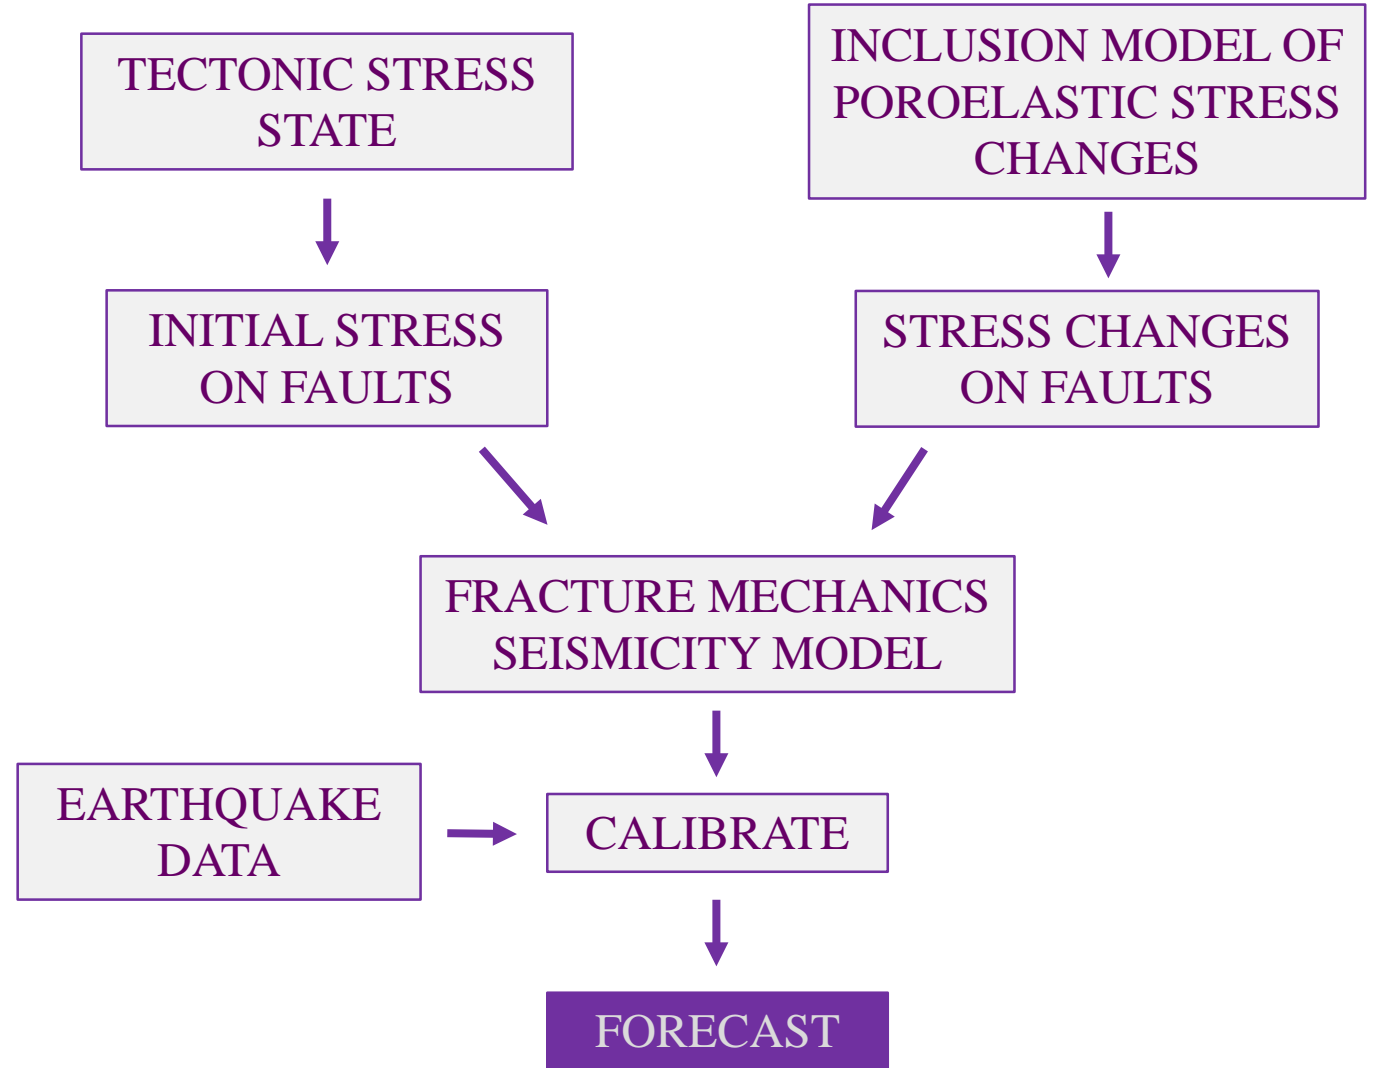 TECTONIC STRESS
STATE
INCLUSION MODEL OF
POROELASTIC STRESS
CHANGES
INITIAL STRESS
ON FAULTS
STRESS CHANGES
ON FAULTS
FRACTURE MECHANICS
SEISMICITY MODEL
EARTHQUAKE
DATA
CALIBRATE
FORECAST